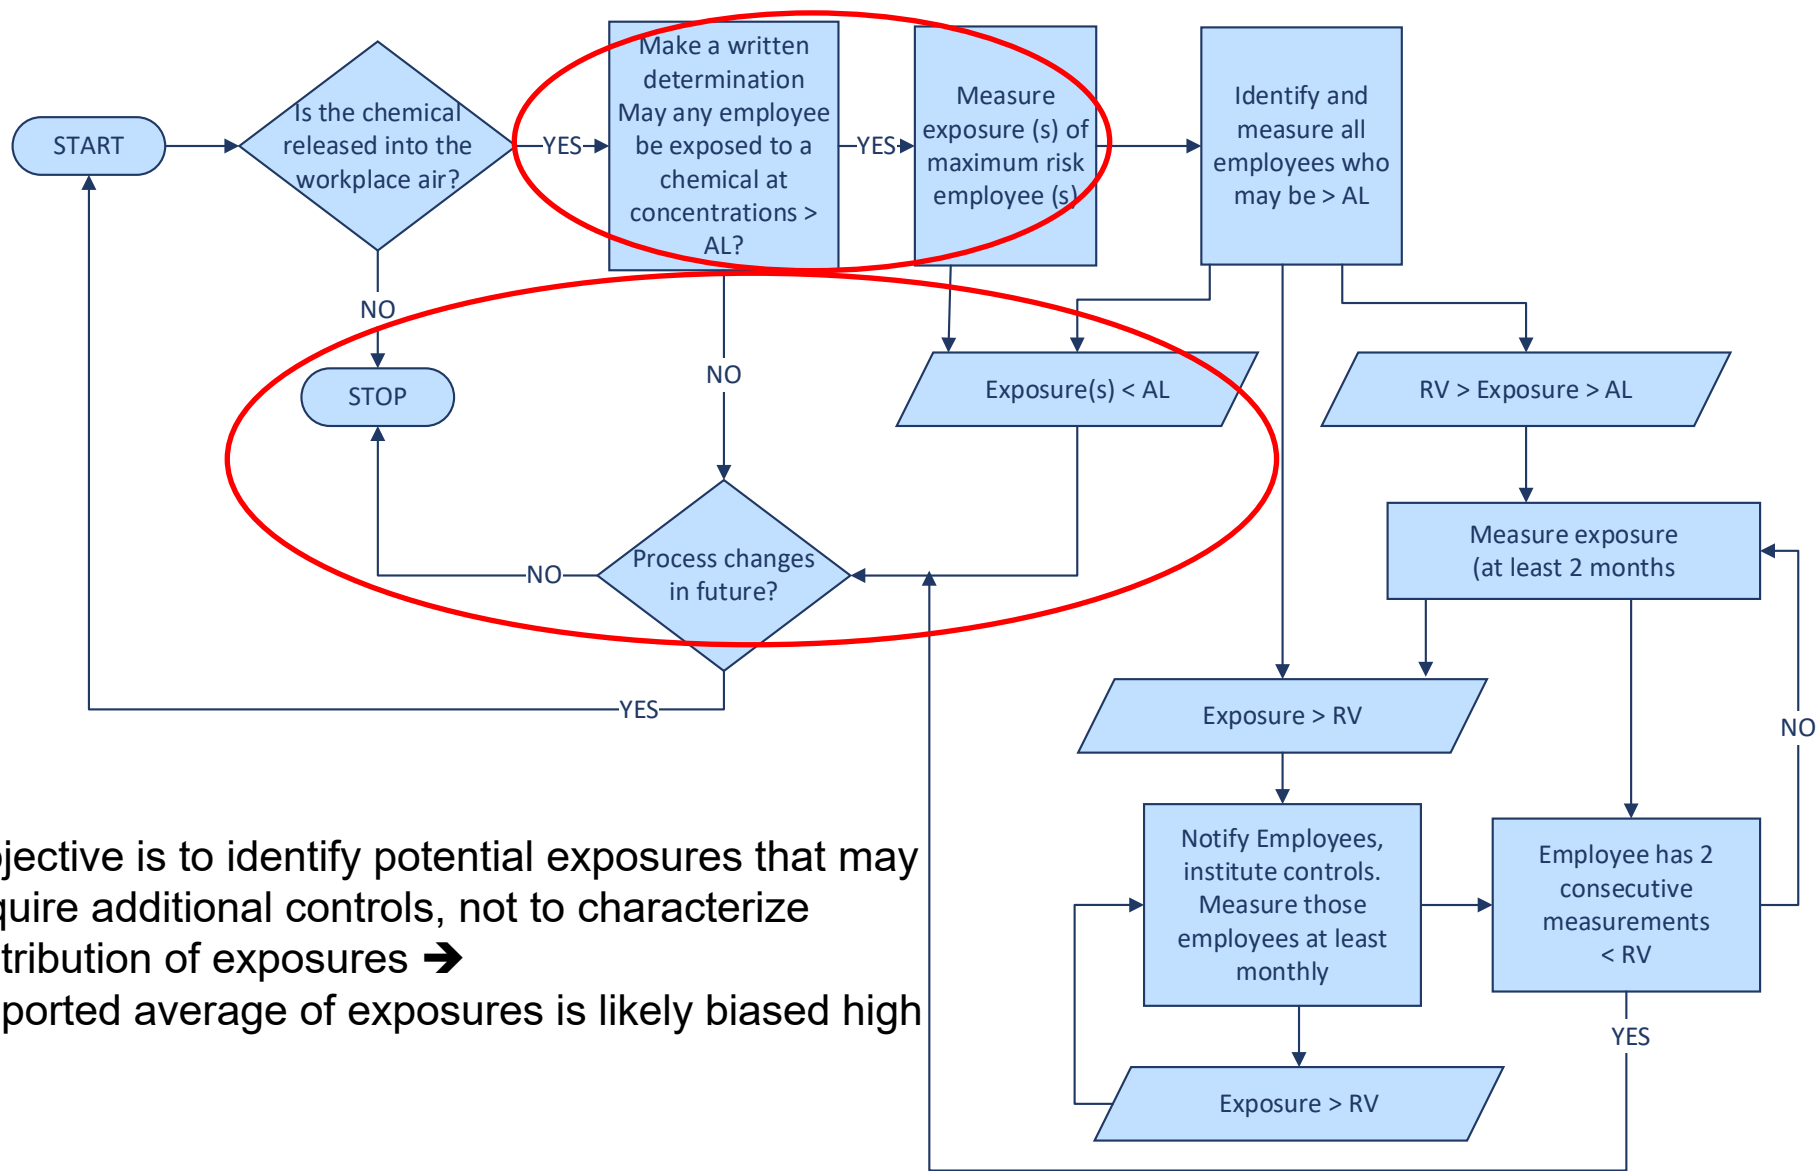 START
Is the chemical
released into the
workplace air?
YES
Make a written
determination
May any employee
be exposed to a
chemical at
concentrations >
AL?
YES
Measure
exposure (s) of
maximum risk
employee (s)
Identify and
measure all
employees who
may be > AL
NO
STOP
NO
Exposure(s) < AL
RV > Exposure > AL
NO
Process changes
in future?
Measure exposure
(at least 2 months
YES
Exposure > RV
NO
Notify Employees,
institute controls.
Measure those
employees at least
monthly
Employee has 2
consecutive
measurements
< RV
YES
Exposure > RV
jective is to identify potential exposures that may
quire additional controls, not to characterize
tribution of exposures ➔
ported average of exposures is likely biased high